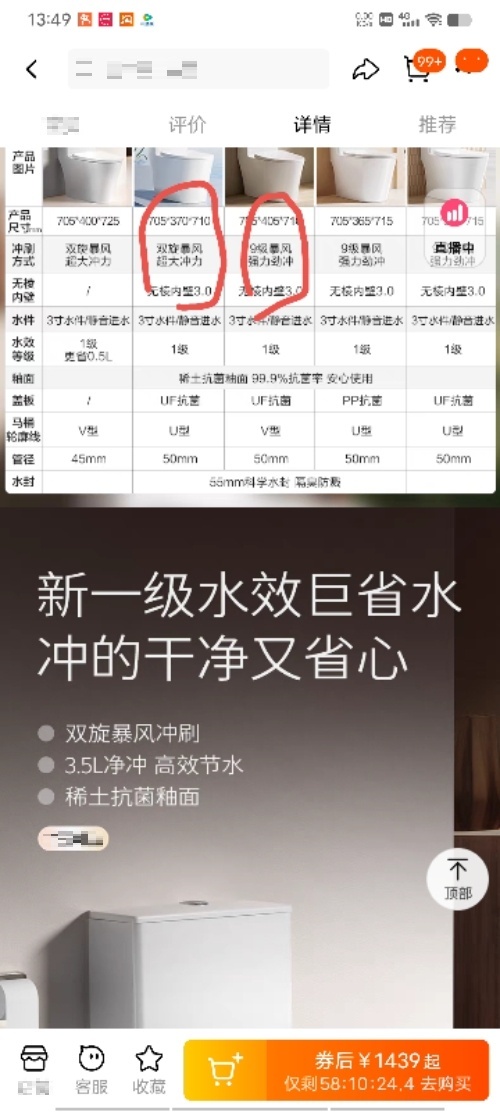 13:49
99+
评价 详情 推荐
产品图片
产品尺寸mm 705*400*725 705*370*710 705*365*715
冲刷方式 双旋暴风超大冲力 双旋暴风超大冲力 9级暴风强力劲冲 9级暴风强力劲冲 强力劲冲
直播中
无棱内壁 / 无棱内壁3.0 无棱内壁3.0 无棱内壁3.0 无棱内壁3.0
水件 3寸水件/静音进水 3寸水件/静音进水 3寸水件/静音进水 3寸水件/静音进水 3寸水件/静音进水
水效等级 1级更省0.5L 1级 1级 1级 1级
釉面 稀土抗菌釉面 99.9%抗菌率 安心使用
盖板 / UF抗菌 UF抗菌 PP抗菌 UF抗菌
马桶轮廓线 V型 U型 V型 U型 U型
管径 45mm 50mm 50mm 50mm 50mm
水封 55mm科学水封 隔臭防溅
新一级水效巨省水
冲的干净又省心
双旋暴风冲刷
3.5L净冲 高效节水
稀土抗菌釉面
顶部
客服 收藏
券后¥1439起
仅剩58:10:24.4 去购买